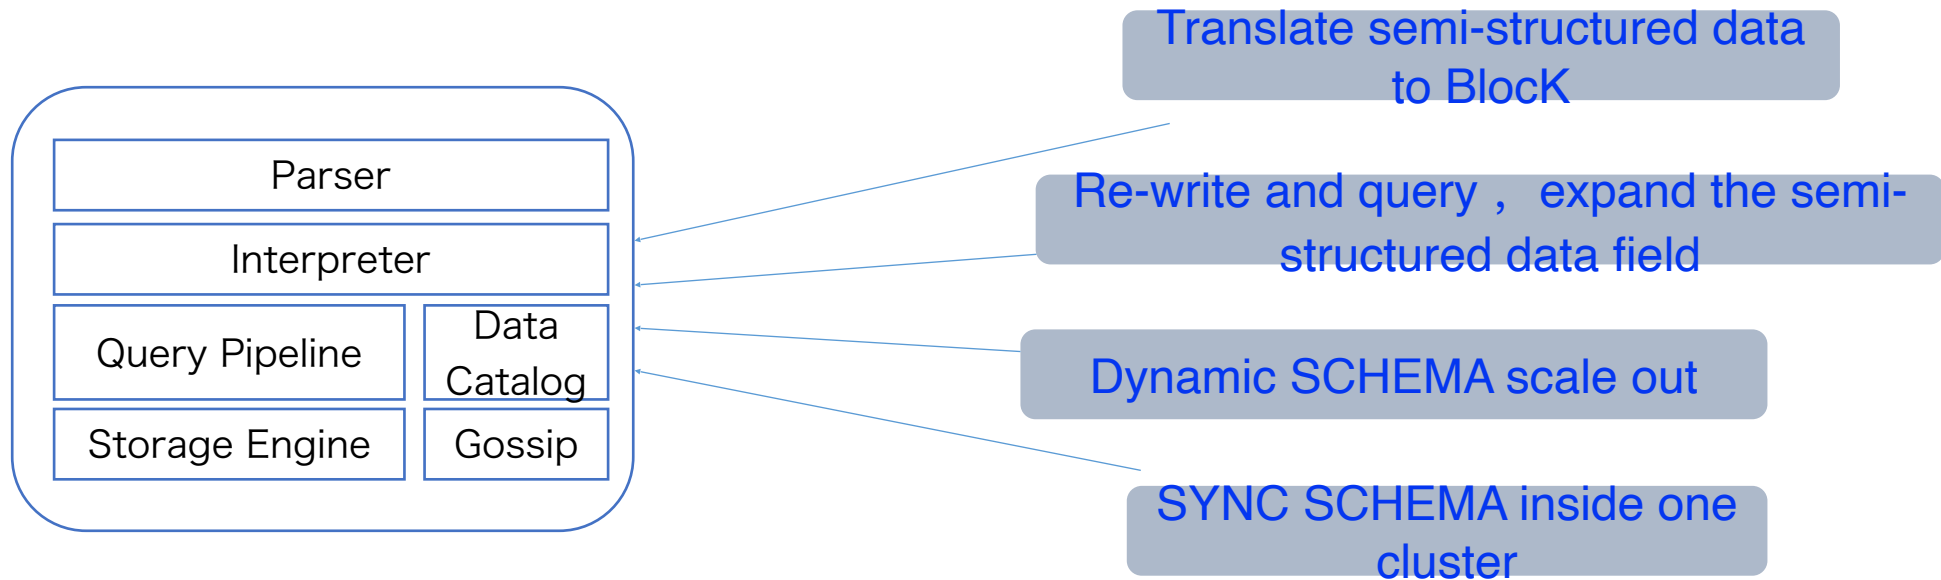 Parser
Interpreter
Query Pipeline
Data
Catalog
Storage Engine
Gossip
Translate semi-structured data
to BlocK
Re-write and query ,  expand the semi-
structured data field
Dynamic SCHEMA scale out
SYNC SCHEMA inside one
cluster